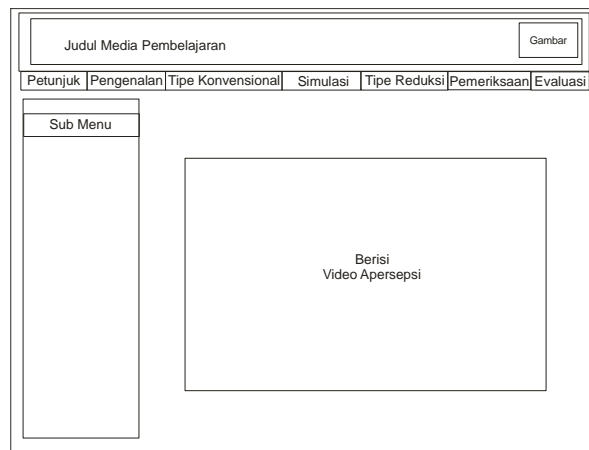 Judul Media Pembelajaran
Gambar
Petunjuk Pengenalan Tipe Konvensional Simulasi Tipe Reduksi Pemeriksaan Evaluasi
Sub Menu
Berisi
Video Apersepsi